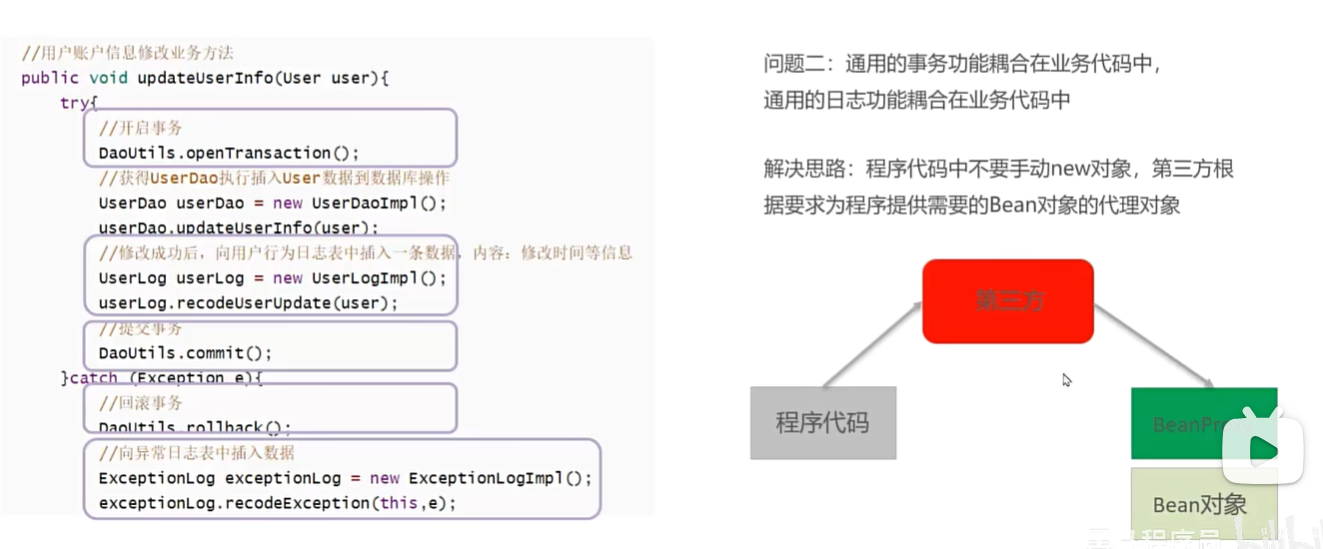 //用户账户信息修改业务方法
public void updateUserInfo(User user){
try{
//开启事务
DaoUtils.openTransaction();
//获得UserDao执行插入User数据到数据库操作
UserDao userDao = new UserDaoImpl();
userDao.updateUserInfo(user);
//修改成功后，向用户行为日志表中插入一条数据，内容：修改时间等信息
UserLog userLog = new UserLogImpl();
userLog.recodeUserUpdate(user);
//提交事务
DaoUtils.commit();
}catch (Exception e){
//回滚事务
DaoUtils.rollback();
//向异常日志表中插入数据
ExceptionLog exceptionLog = new ExceptionLogImpl();
exceptionLog.recodeException(this,e);
问题二：通用的事务功能耦合在业务代码中，
通用的日志功能耦合在业务代码中
解决思路：程序代码中不要手动new对象，第三方根
据要求为程序提供需要的Bean对象的代理对象
第三方
程序代码
Bean对象